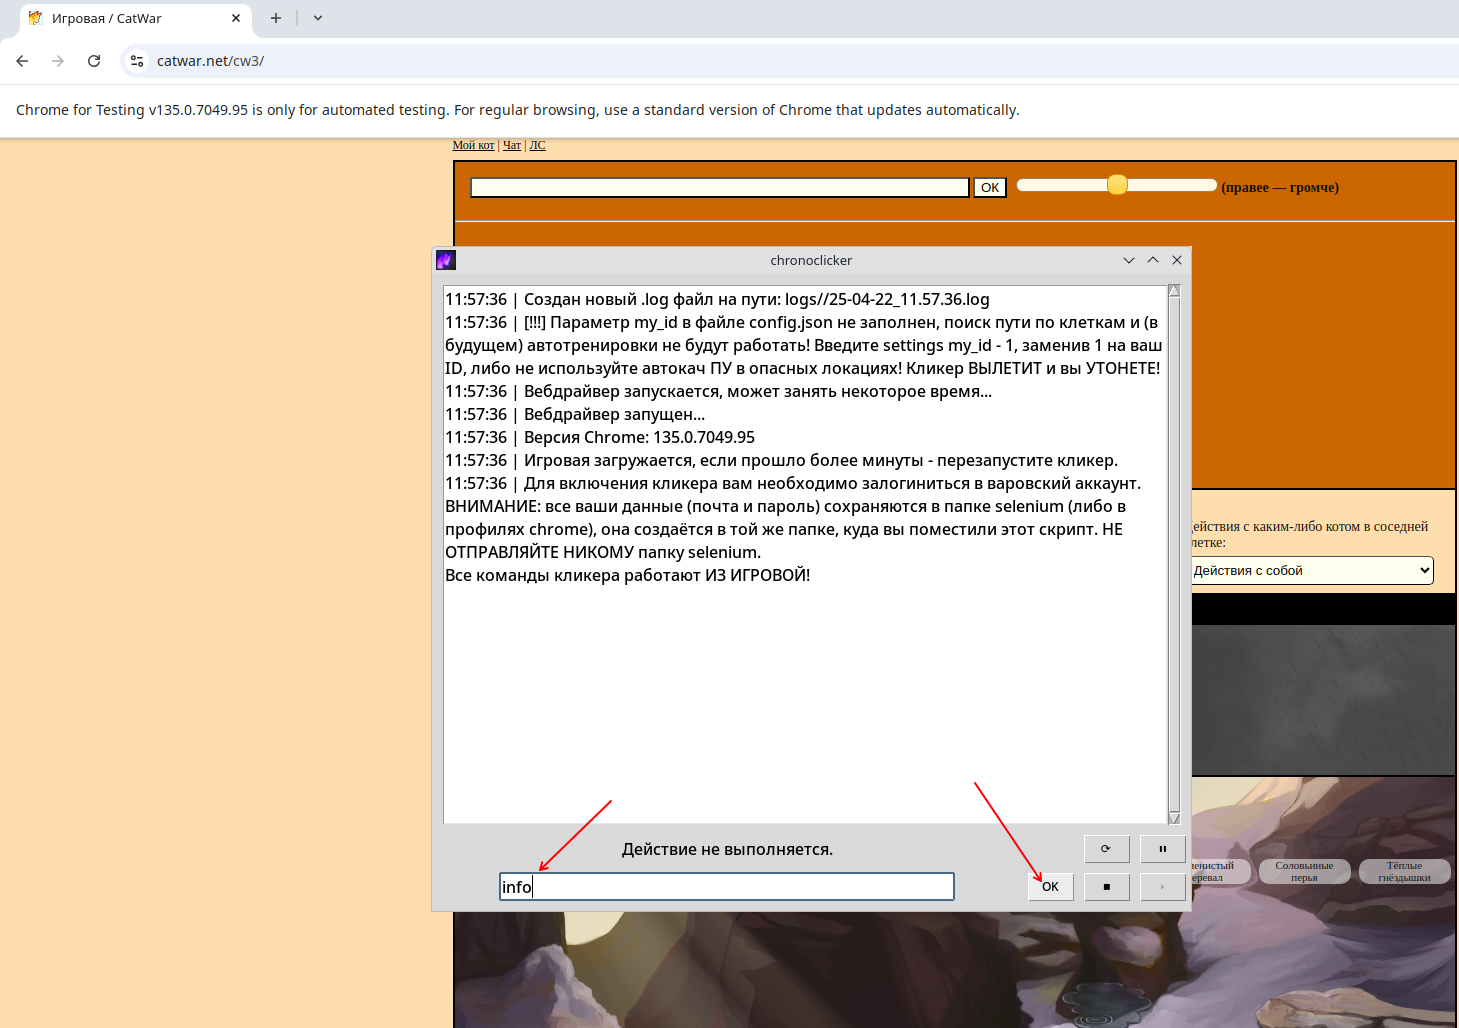 Игровая / CatWar
catwar.net/cw3/
Chrome for Testing v135.0.7049.95 is only for automated testing. For regular browsing, use a standard version of Chrome that updates automatically.
Мой кот | Чат | ЛС
OK
(правее — громче)
chronoclicker
11:57:36 | Создан новый .log файл на пути: logs//25-04-22_11.57.36.log
11:57:36 | [!!!] Параметр my_id в файле config.json не заполнен, поиск пути по клеткам и (в
будущем) автотренировки не будут работать! Введите settings my_id - 1, заменив 1 на ваш
ID, либо не используйте автокач ПУ в опасных локациях! Кликер ВЫЛЕТИТ и вы УТОНЕТЕ!
11:57:36 | Вебдрайвер запускается, может занять некоторое время...
11:57:36 | Вебдрайвер запущен...
11:57:36 | Версия Chrome: 135.0.7049.95
11:57:36 | Игровая загружается, если прошло более минуты - перезапустите кликер.
11:57:36 | Для включения кликера вам необходимо залогиниться в варовский аккаунт.
ВНИМАНИЕ: все ваши данные (почта и пароль) сохраняются в папке selenium (либо в
профилях chrome), она создаётся в той же папке, куда вы поместили этот скрипт. НЕ
ОТПРАВЛЯЙТЕ НИКОМУ папку selenium.
Все команды кликера работают ИЗ ИГРОВОЙ!
ействия с каким-либо котом в соседней
летке:
Действия с собой
Действие не выполняется.
info
OK
енистый
еревал
Соловьиные
перья
Тёплые
гнёздышки